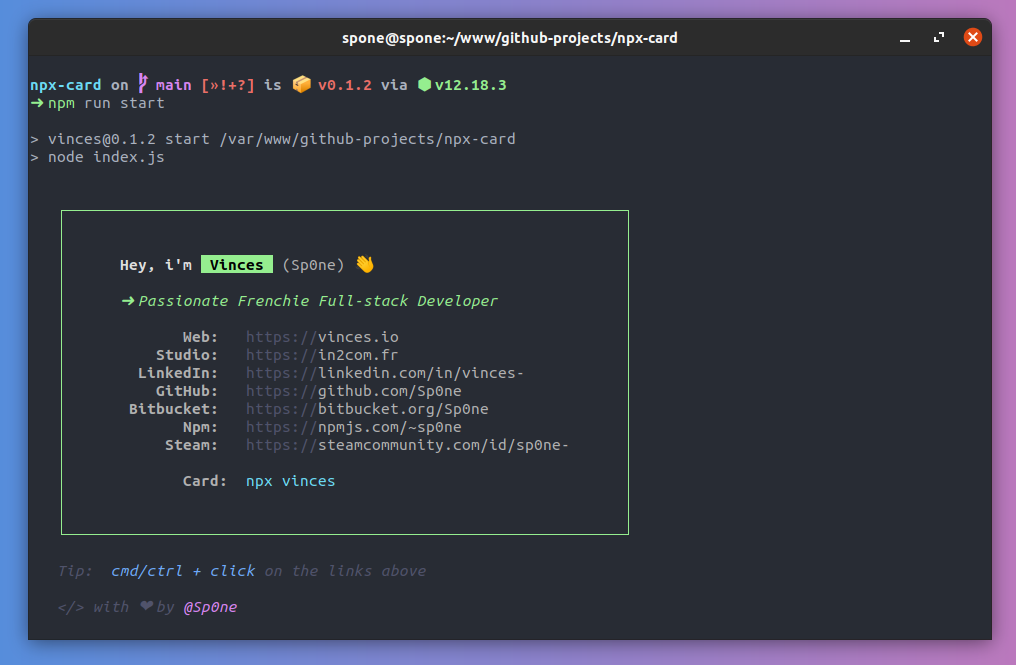 spone@spone:~/www/github-projects/npx-card
npx-card on main [»!+?] is 📦 v0.1.2 via ⬢ v12.18.3
➜ npm run start
> vinces@0.1.2 start /var/www/github-projects/npx-card
> node index.js
Hey, i'm Vinces (Sp0ne) 👋
➜ Passionate Frenchie Full-stack Developer
Web: https://vinces.io
Studio: https://in2com.fr
LinkedIn: https://linkedin.com/in/vinces-
GitHub: https://github.com/Sp0ne
Bitbucket: https://bitbucket.org/Sp0ne
Npm: https://npmjs.com/~sp0ne
Steam: https://steamcommunity.com/id/sp0ne-
Card: npx vinces
Tip: cmd/ctrl + click on the links above
</> with ❤ by @Sp0ne